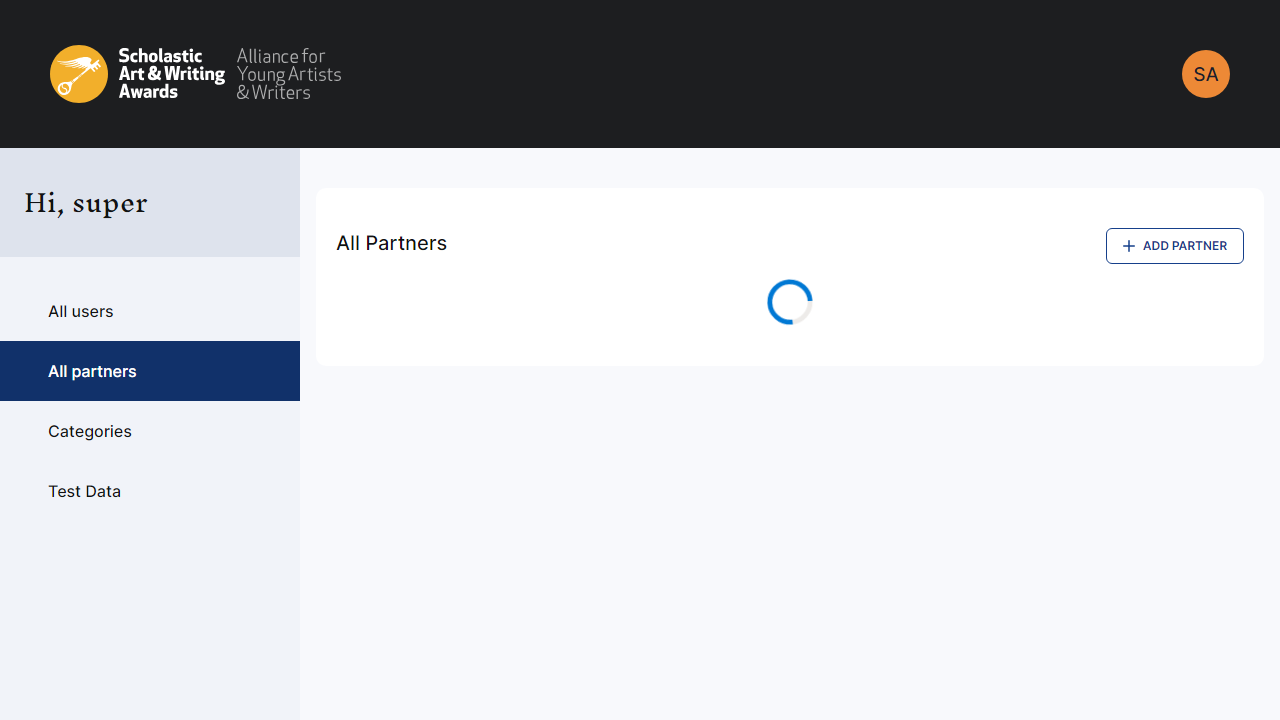 Scholastic
Art & Writing
Awards
Alliance for
Young Artists
& Writers
SA
Hi, super
All users
All partners
Categories
Test Data
All Partners
ADD PARTNER